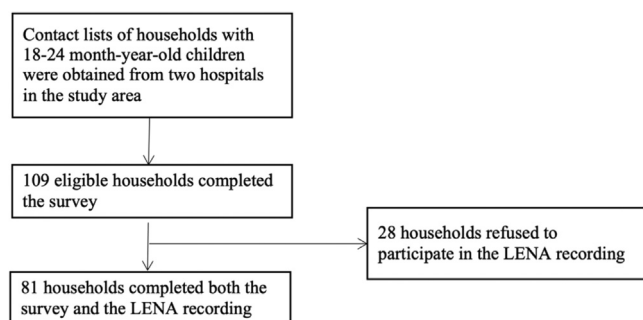 Contact lists of households with
18-24 month-year-old children
were obtained from two hospitals
in the study area
109 eligible households completed
the survey
28 households refused to
participate in the LENA recording
81 households completed both the
survey and the LENA recording